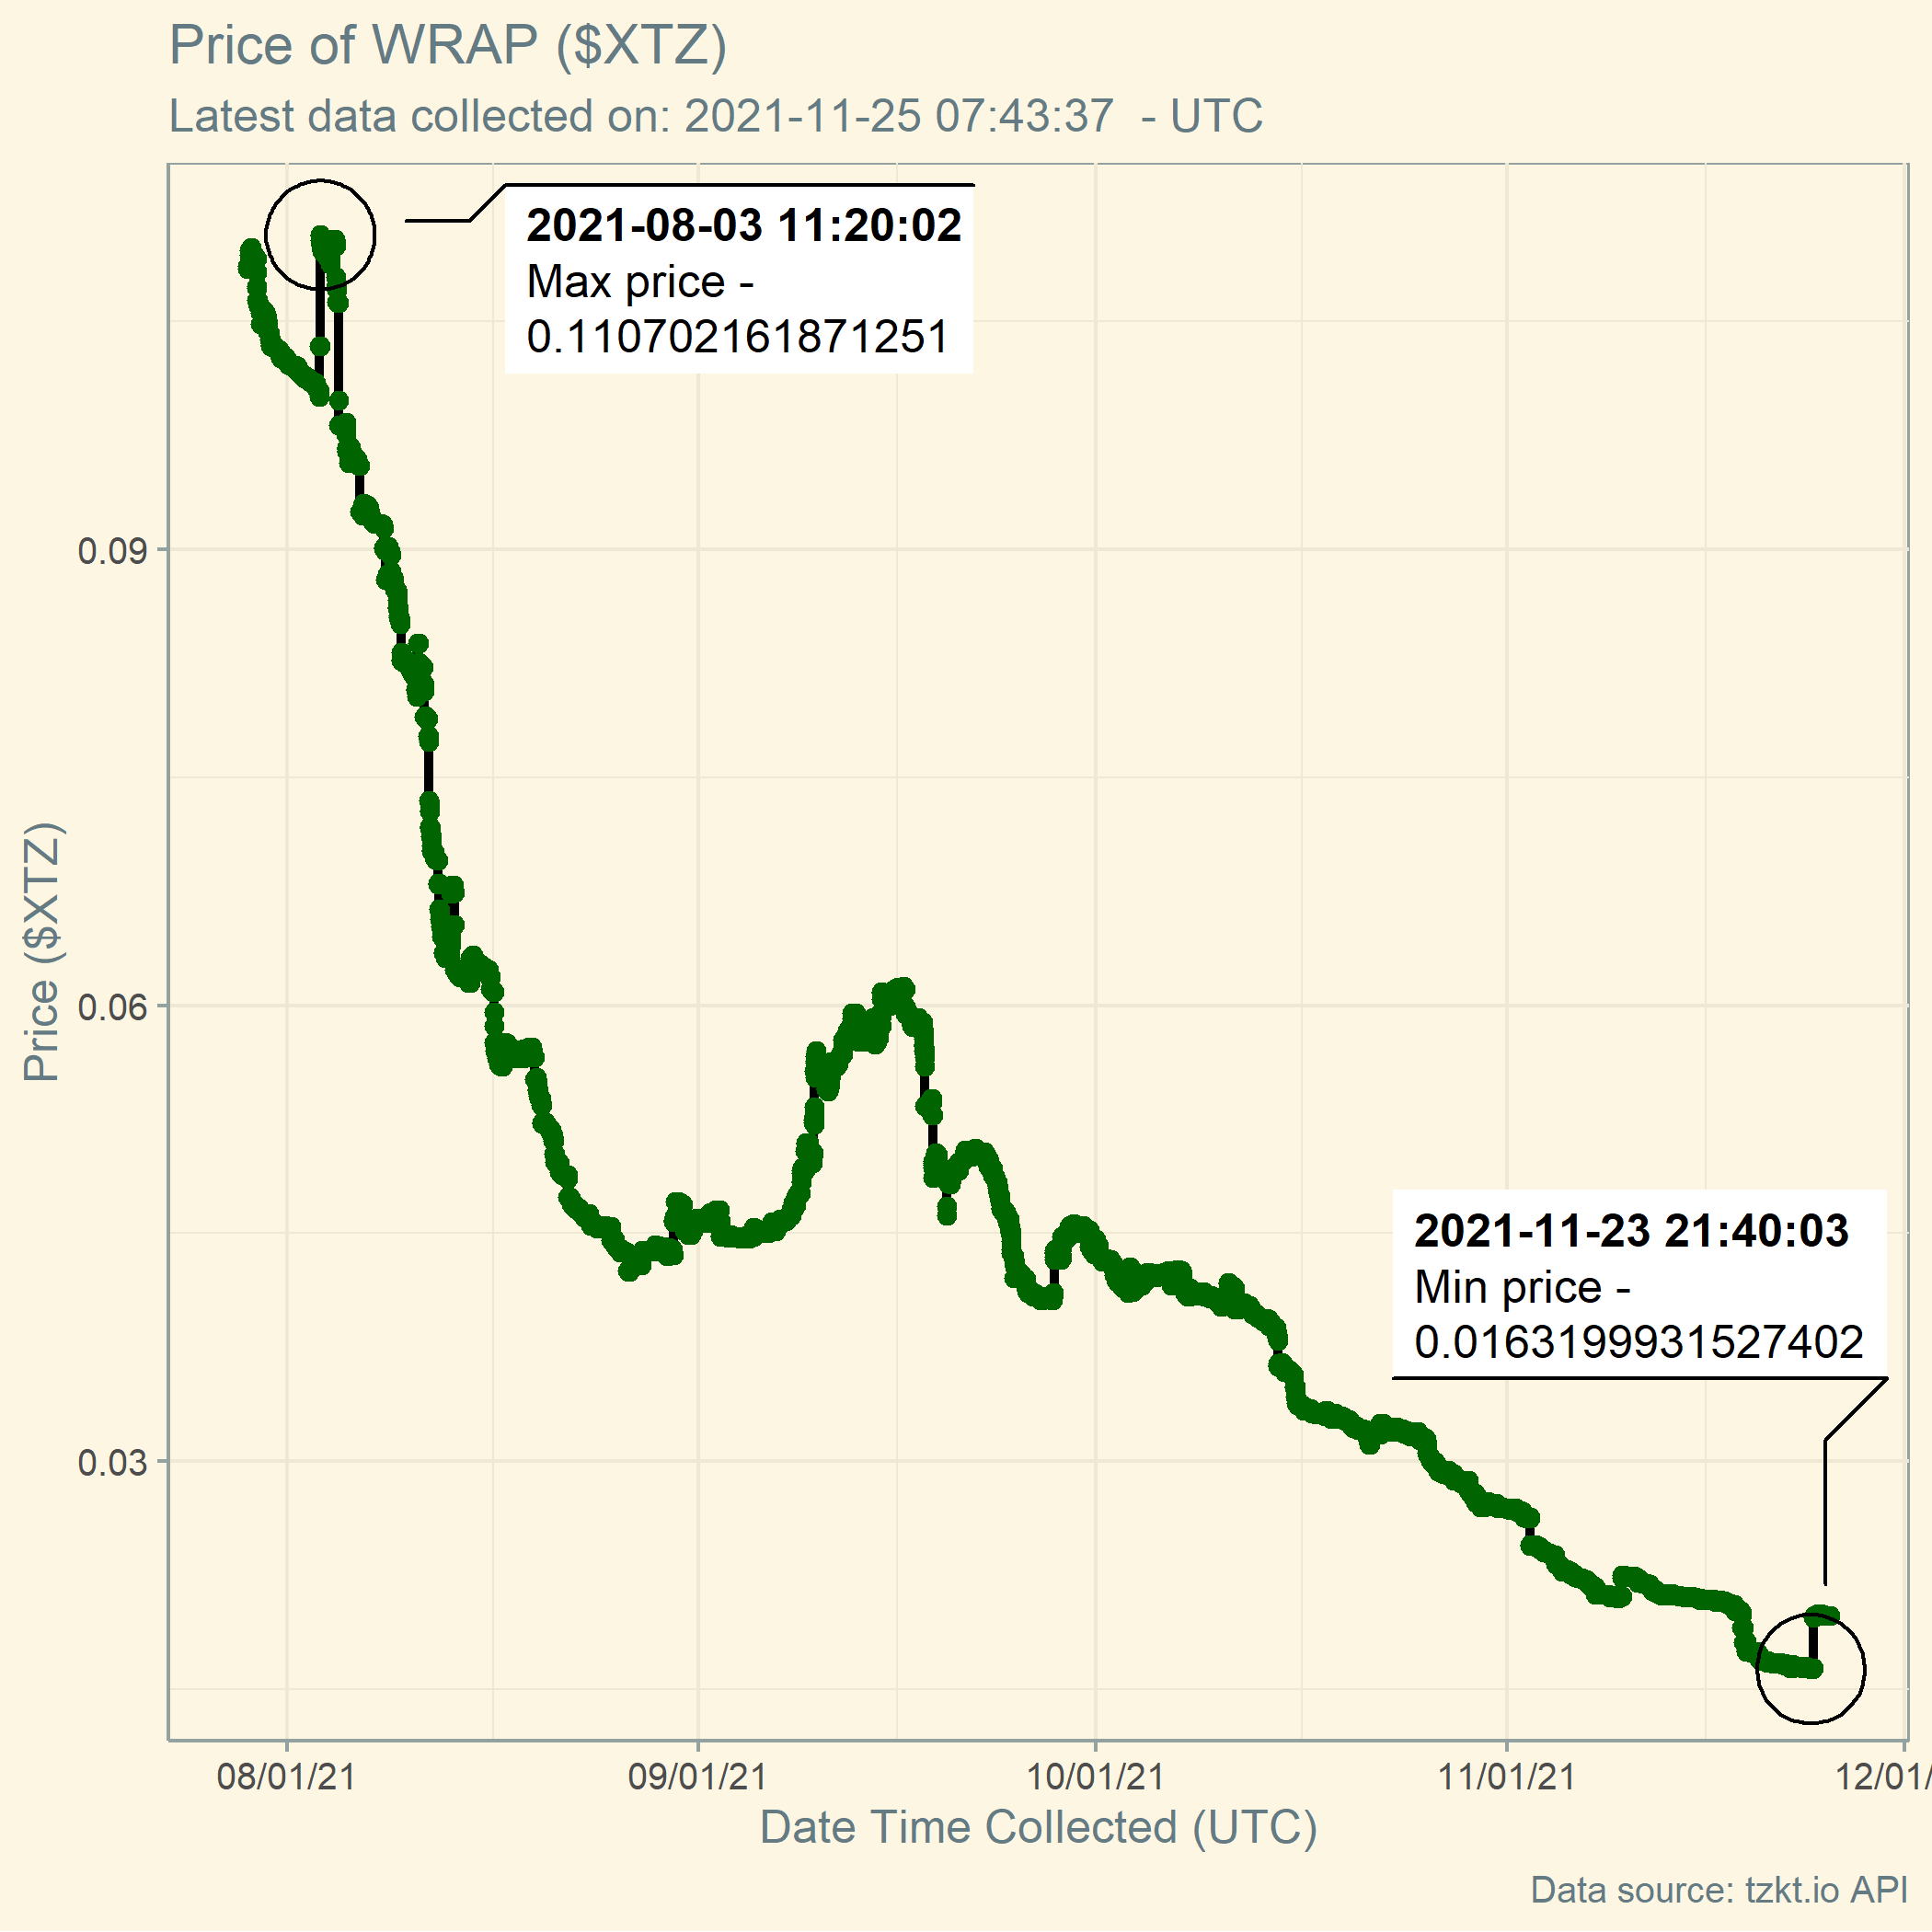 Price of WRAP ($XTZ)
Latest data collected on: 2021-11-25 07:43:37  - UTC
2021-08-03 11:20:02
Max price -
0.110702161871251
0.09
0.06
0.03
Price ($XTZ)
2021-11-23 21:40:03
Min price -
0.0163199931527402
08/01/21
09/01/21
10/01/21
11/01/21
12/01/
Date Time Collected (UTC)
Data source: tzkt.io API